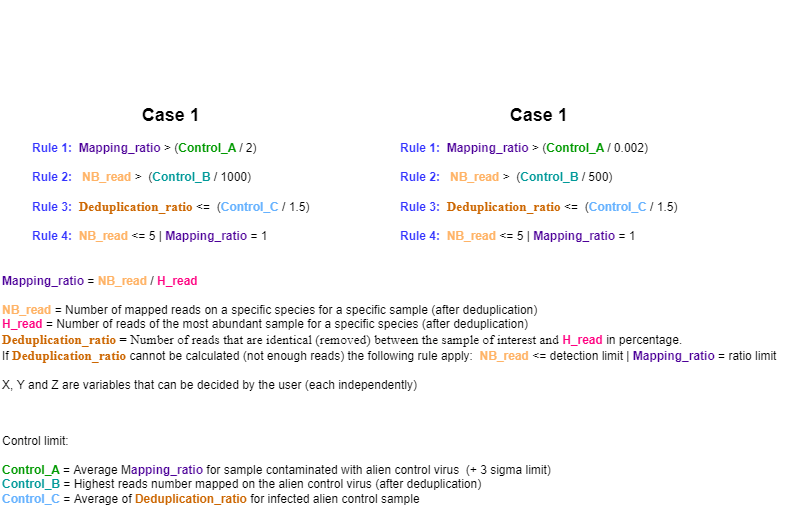 Case 1
Rule 1: Mapping_ratio > (Control_A / 2)
Rule 2: NB_read > (Control_B / 1000)
Rule 3: Deduplication_ratio <= (Control_C / 1.5)
Rule 4: NB_read <= 5 | Mapping_ratio = 1
Case 1
Rule 1: Mapping_ratio > (Control_A / 0.002)
Rule 2: NB_read > (Control_B / 500)
Rule 3: Deduplication_ratio <= (Control_C / 1.5)
Rule 4: NB_read <= 5 | Mapping_ratio = 1
Mapping_ratio = NB_read / H_read
NB_read = Number of mapped reads on a specific species for a specific sample (after deduplication)
H_read = Number of reads of the most abundant sample for a specific species (after deduplication)
Deduplication_ratio = Number of reads that are identical (removed) between the sample of interest and H_read in percentage.
If Deduplication_ratio cannot be calculated (not enough reads) the following rule apply: NB_read <= detection limit | Mapping_ratio = ratio limit
X, Y and Z are variables that can be decided by the user (each independently)
Control limit:
Control_A = Average Mapping_ratio for sample contaminated with alien control virus (+ 3 sigma limit)
Control_B = Highest reads number mapped on the alien control virus (after deduplication)
Control_C = Average of Deduplication_ratio for infected alien control sample